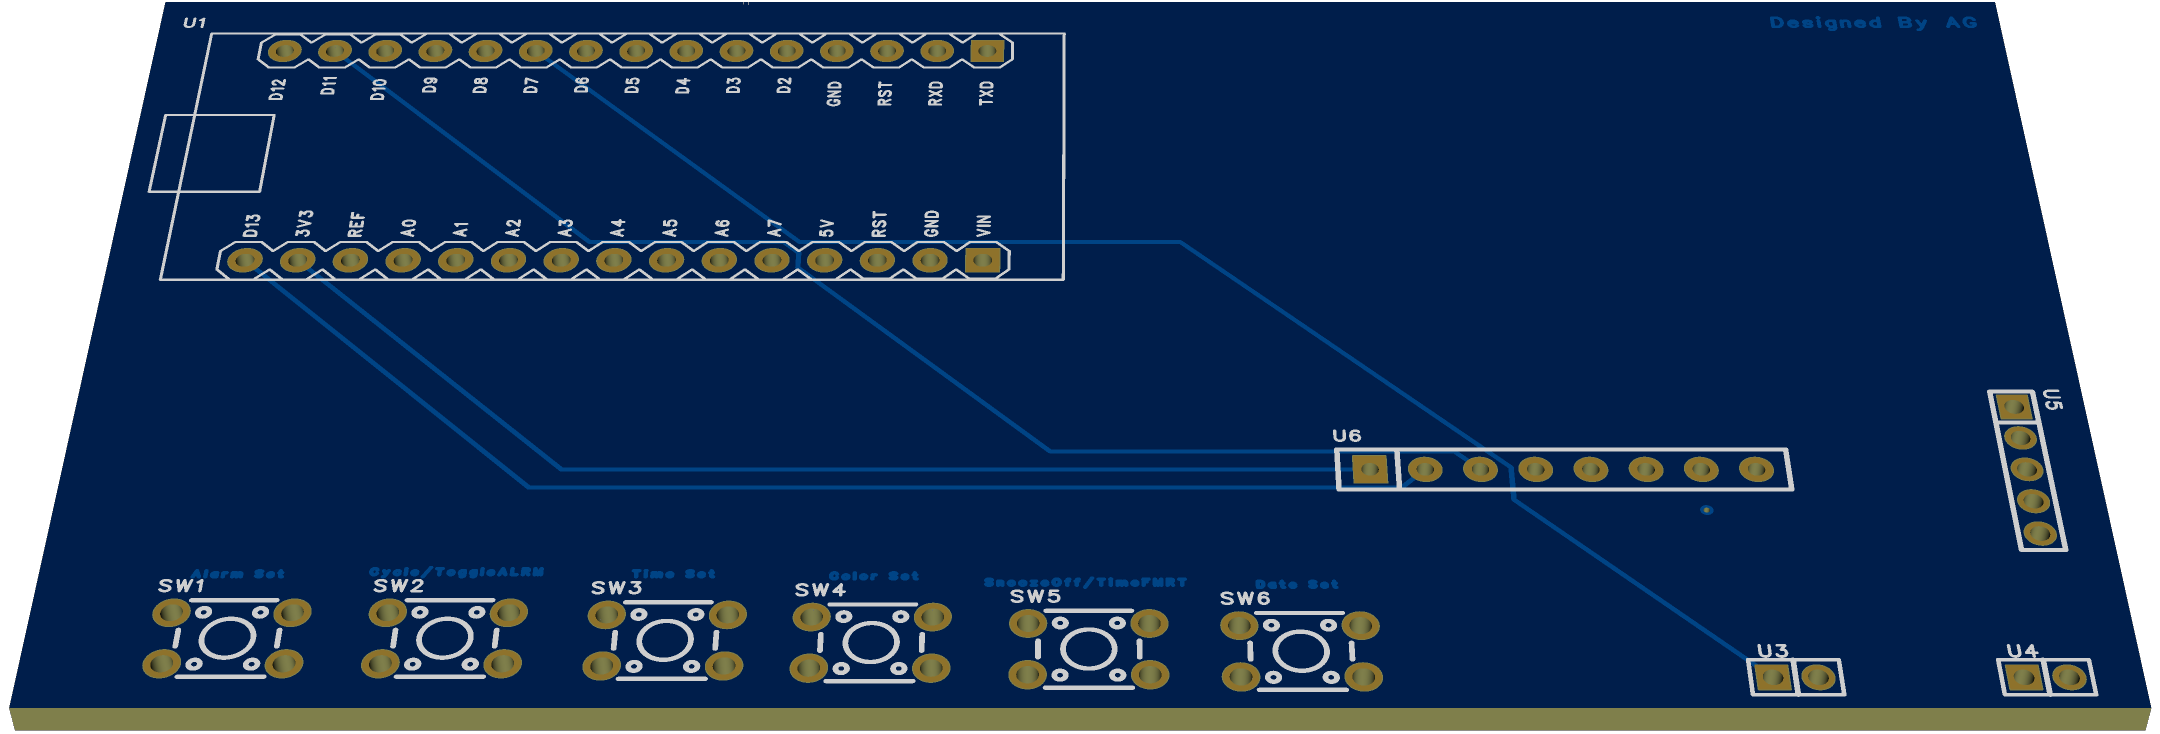 U1
Designed By AG
D12 D11 D10 D9 D8 D7 D6 D5 D4 D3 D2 GND RST RXD TXD
D13 3V3 REF A0 A1 A2 A3 A4 A5 A6 A7 5V RST GND VIN
U5
U6
Alarm Set
Cycle/ToggleALRM
Time Set
Color Set
SnoozeOff/TimeFMRT
Date Set
SW1 SW2 SW3 SW4 SW5 SW6
U3 U4